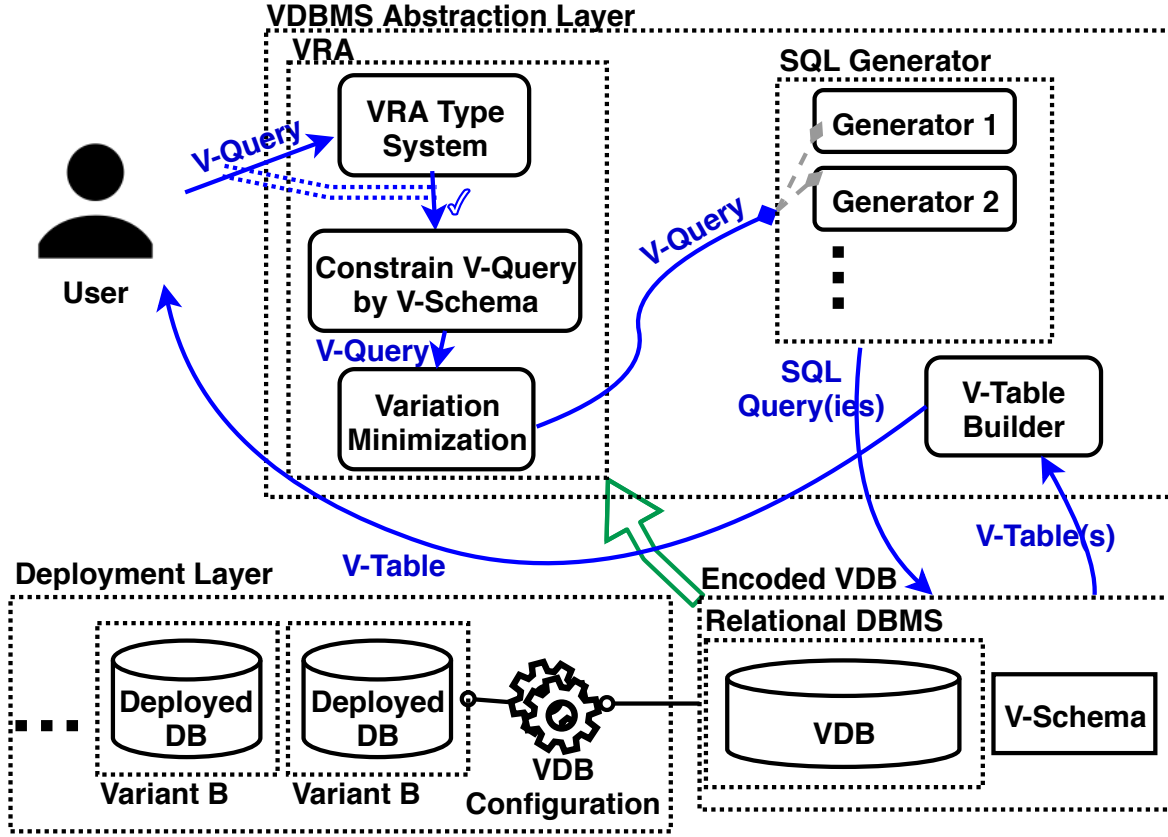 VDBMS Abstraction Layer
VRA
VRA Type
System
V-Query
✓
Constrain V-Query
by V-Schema
V-Query
Variation
Minimization
User
V-Query
SQL Generator
Generator 1
Generator 2
SQL
Query(ies)
V-Table
Builder
V-Table(s)
V-Table
Deployment Layer
Deployed
DB
Variant B
Deployed
DB
Variant B
VDB
Configuration
Encoded VDB
Relational DBMS
VDB
V-Schema